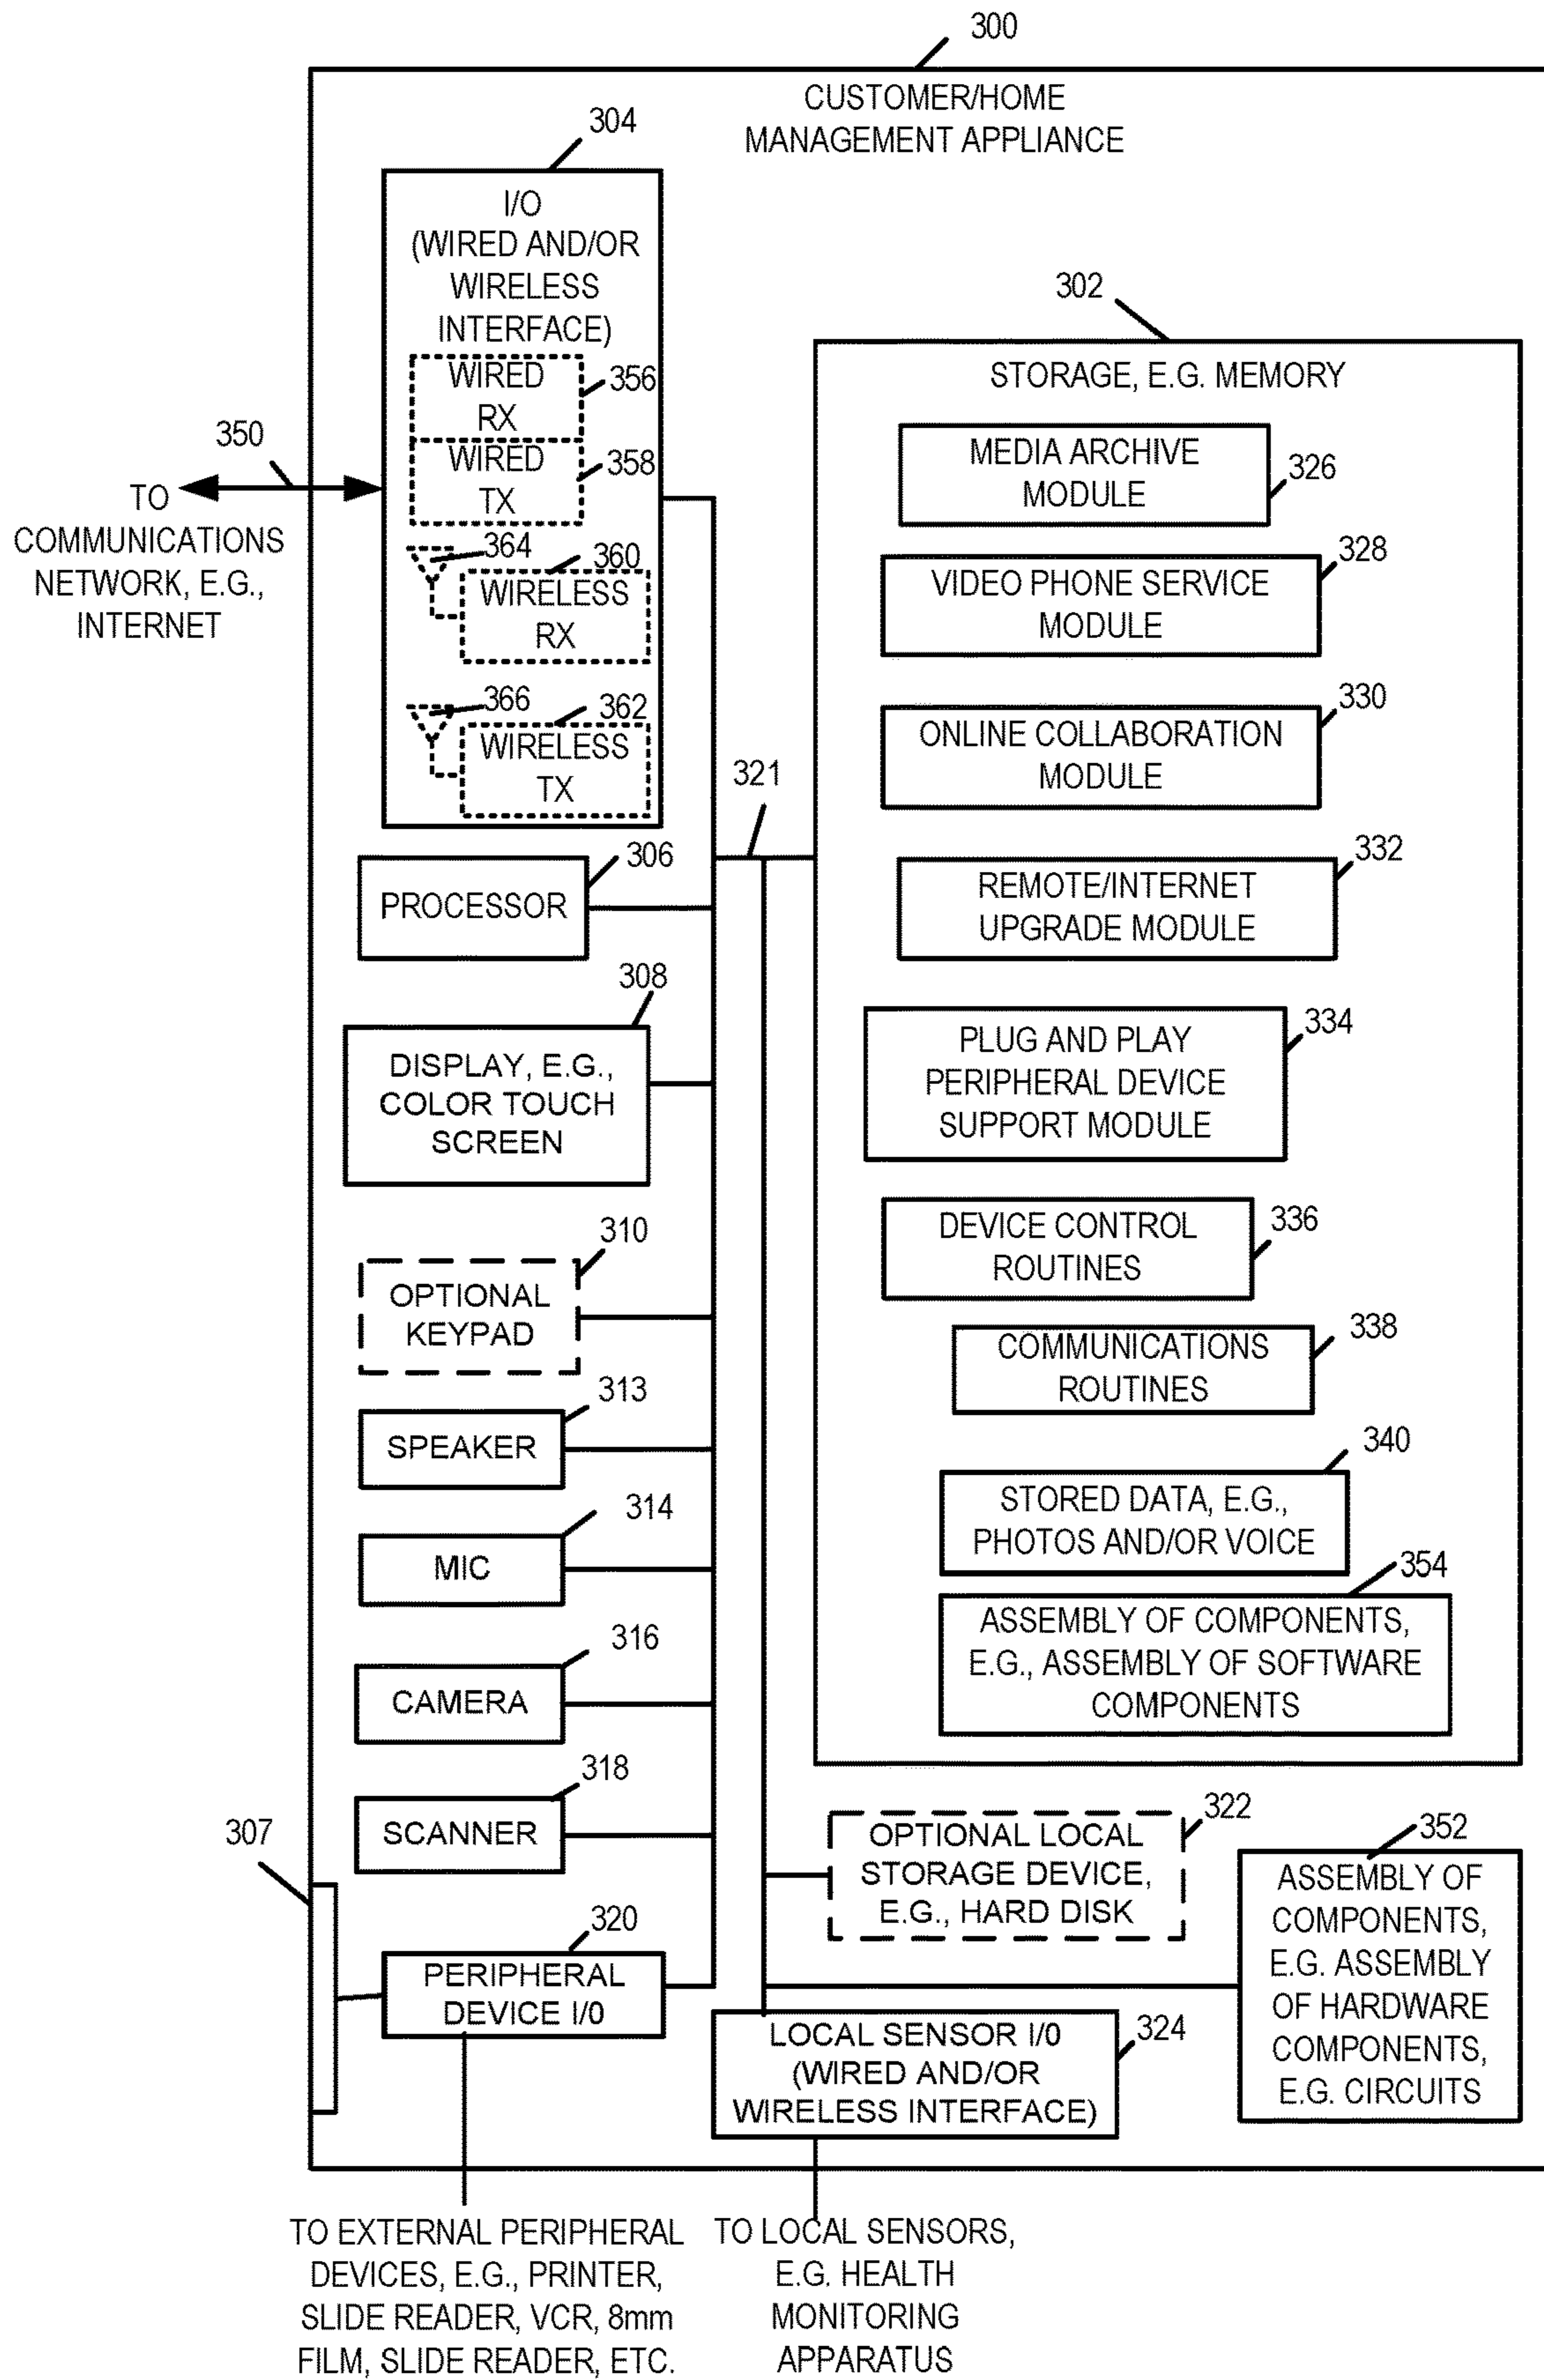 300
CUSTOMER/HOME
MANAGEMENT APPLIANCE
304
I/O
(WIRED AND/OR
WIRELESS
INTERFACE)
WIRED
RX
356
WIRED
TX
358
364
360
WIRELESS
RX
366
362
WIRELESS
TX
350
TO
COMMUNICATIONS
NETWORK, E.G.,
INTERNET
321
306
PROCESSOR
308
DISPLAY, E.G.,
COLOR TOUCH
SCREEN
310
OPTIONAL
KEYPAD
313
SPEAKER
314
MIC
316
CAMERA
318
SCANNER
307
320
PERIPHERAL
DEVICE I/0
302
STORAGE, E.G. MEMORY
MEDIA ARCHIVE
MODULE
326
VIDEO PHONE SERVICE
MODULE
328
ONLINE COLLABORATION
MODULE
330
REMOTE/INTERNET
UPGRADE MODULE
332
PLUG AND PLAY
PERIPHERAL DEVICE
SUPPORT MODULE
334
DEVICE CONTROL
ROUTINES
336
COMMUNICATIONS
ROUTINES
338
340
STORED DATA, E.G.,
PHOTOS AND/OR VOICE
354
ASSEMBLY OF COMPONENTS,
E.G., ASSEMBLY OF SOFTWARE
COMPONENTS
322
OPTIONAL LOCAL
STORAGE DEVICE,
E.G., HARD DISK
352
ASSEMBLY OF
COMPONENTS,
E.G. ASSEMBLY
OF HARDWARE
COMPONENTS,
E.G. CIRCUITS
LOCAL SENSOR I/0
(WIRED AND/OR
WIRELESS INTERFACE)
324
TO EXTERNAL PERIPHERAL
DEVICES, E.G., PRINTER,
SLIDE READER, VCR, 8mm
FILM, SLIDE READER, ETC.
TO LOCAL SENSORS,
E.G. HEALTH
MONITORING
APPARATUS